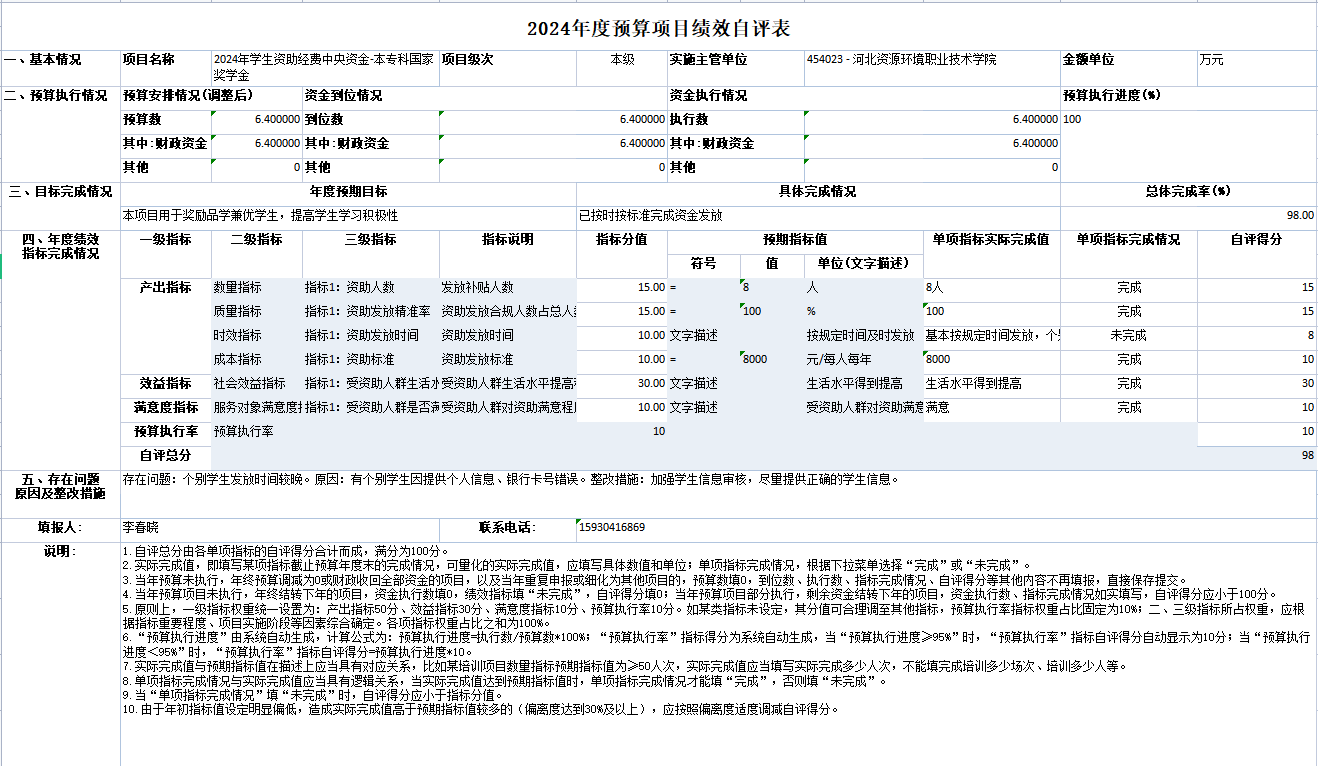 2024年度预算项目绩效自评表
一、基本情况 项目名称 2024年学生资助经费中央资金-本专科国家奖学金 项目级次 本级 实施主管单位 454023 - 河北资源环境职业技术学院 金额单位 万元
二、预算执行情况 预算安排情况(调整后) 资金到位情况 资金执行情况 预算执行进度(%)
预算数 6.400000 到位数 6.400000 执行数 6.400000 100
其中:财政资金 6.400000 其中:财政资金 6.400000 其中:财政资金 6.400000
其他 0 其他 0 其他 0
三、目标完成情况 年度预期目标 具体完成情况 总体完成率(%)
本项目用于奖励品学兼优学生，提高学生学习积极性 已按时按标准完成资金发放 98.00
四、年度绩效指标完成情况 一级指标 二级指标 三级指标 指标说明 指标分值 预期指标值 单项指标实际完成值 单项指标完成情况 自评得分
符号 值 单位(文字描述)
产出指标 数量指标 指标1：资助人数 发放补贴人数 15.00 = 8 人 8人 完成 15
质量指标 指标1：资助发放精准率 资助发放合规人数占总人 15.00 = 100 % 100 完成 15
时效指标 指标1：资助发放时间 资助发放时间 10.00 文字描述 按规定时间及时发放 基本按规定时间发放，个 未完成 8
成本指标 指标1：资助标准 资助发放标准 10.00 = 8000 元/每人每年 8000 完成 10
效益指标 社会效益指标 指标1：受资助人群生活 受资助人群生活水平提高 30.00 文字描述 生活水平得到提高 生活水平得到提高 完成 30
满意度指标 服务对象满意度 指标1：受资助人群是否 受资助人群对资助满意程 10.00 文字描述 受资助人群对资助满意 满意 完成 10
预算执行率 预算执行率 10 10
自评总分 98
五、存在问题原因及整改措施 存在问题：个别学生发放时间较晚。原因：有个别学生因提供个人信息、银行卡号错误。整改措施：加强学生信息审核，尽量提供正确的学生信息。
填报人: 李春晓 联系电话: 15930416869
说明: 1. 自评总分由各单项指标的自评得分合计而成，满分为100分。
2. 实际完成值，即填写某项指标截止预算年度末的完成情况，可量化的实际完成值，应填写具体数值和单位；单项指标完成情况，根据下拉菜单选择“完成”或“未完成”。
3. 当年预算未执行，年终预算调减为0或财政收回全部资金的项目，以及当年重复申报或细化为其他项目的，预算数填0，到位数、执行数、指标完成情况、自评得分等其他内容不再填报，直接保存提交。
4. 当年预算项目未执行，年终结转下年的项目，资金执行数填0，绩效指标填“未完成”，自评得分填0；当年预算项目部分执行，剩余资金结转下年的项目，资金执行数、指标完成情况如实填写，自评得分应小于100分。
5. 原则上，一级指标权重统一设置为：产出指标50分、效益指标30分、满意度指标10分、预算执行率10分。如某类指标未设定，其分值可合理调至其他指标，预算执行率指标权重占比固定为10%；二、三级指标所占权重，应根
据指标重要程度、项目实施阶段等因素综合确定。各项指标权重占比之和为100%。
6. “预算执行进度”由系统自动生成，计算公式为：预算执行进度=执行数/预算数*100%；“预算执行率”指标得分为系统自动生成，当“预算执行进度≥95%”时，“预算执行率”指标自评得分自动显示为10分；当“预算执行
进度＜95%”时，“预算执行率”指标自评得分=预算执行进度*10。
7. 实际完成值与预期指标值在描述上应当具有对应关系，比如某培训项目数量指标预期指标值为≥50人次，实际完成值应当填写实际完成多少人次，不能填完成培训多少场次、培训多少人等。
8. 单项指标完成情况与实际完成值应当具有逻辑关系，当实际完成值达到预期指标值时，单项指标完成情况才能填“完成”，否则填“未完成”。
9. 当“单项指标完成情况”填“未完成”时，自评得分应小于指标分值。
10. 由于年初指标值设定明显偏低，造成实际完成值高于预期指标值较多的（偏离度达到30%及以上），应按照偏离度适度调减自评得分。